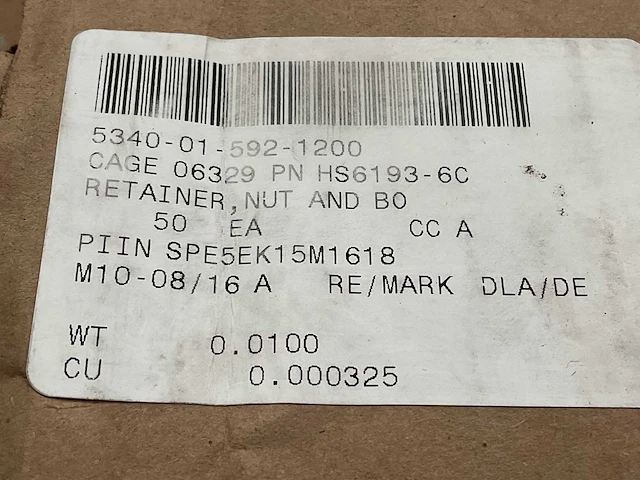 5340-01-592-1200
CAGE 06329 PN HS6193-6C
RETAINER,NUT AND BO
50 EA CC A
PIIN SPE5EK15M1618
M10-08/16 A RE/MARK DLA/DE
WT 0.0100
CU 0.000325